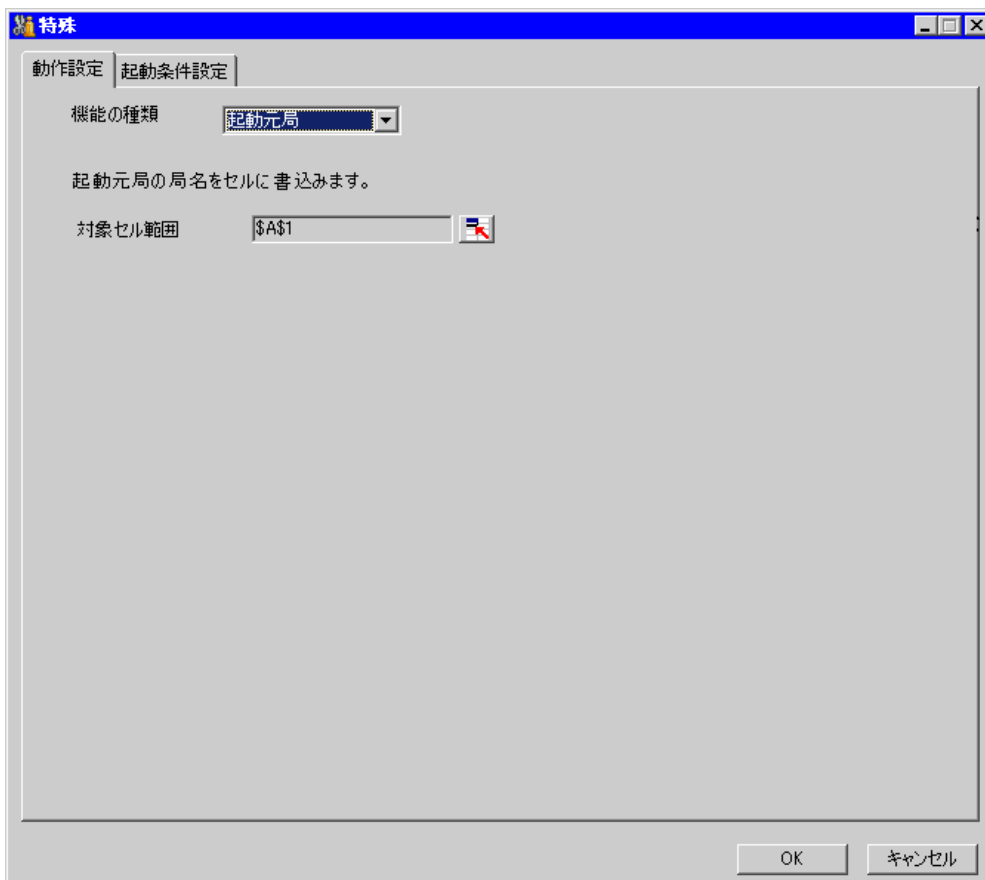 特殊
動作設定 起動条件設定
機能の種類 起動元局
起動元局の局名をセルに書込みます。
対象セル範囲 $A$1
OK キャンセル